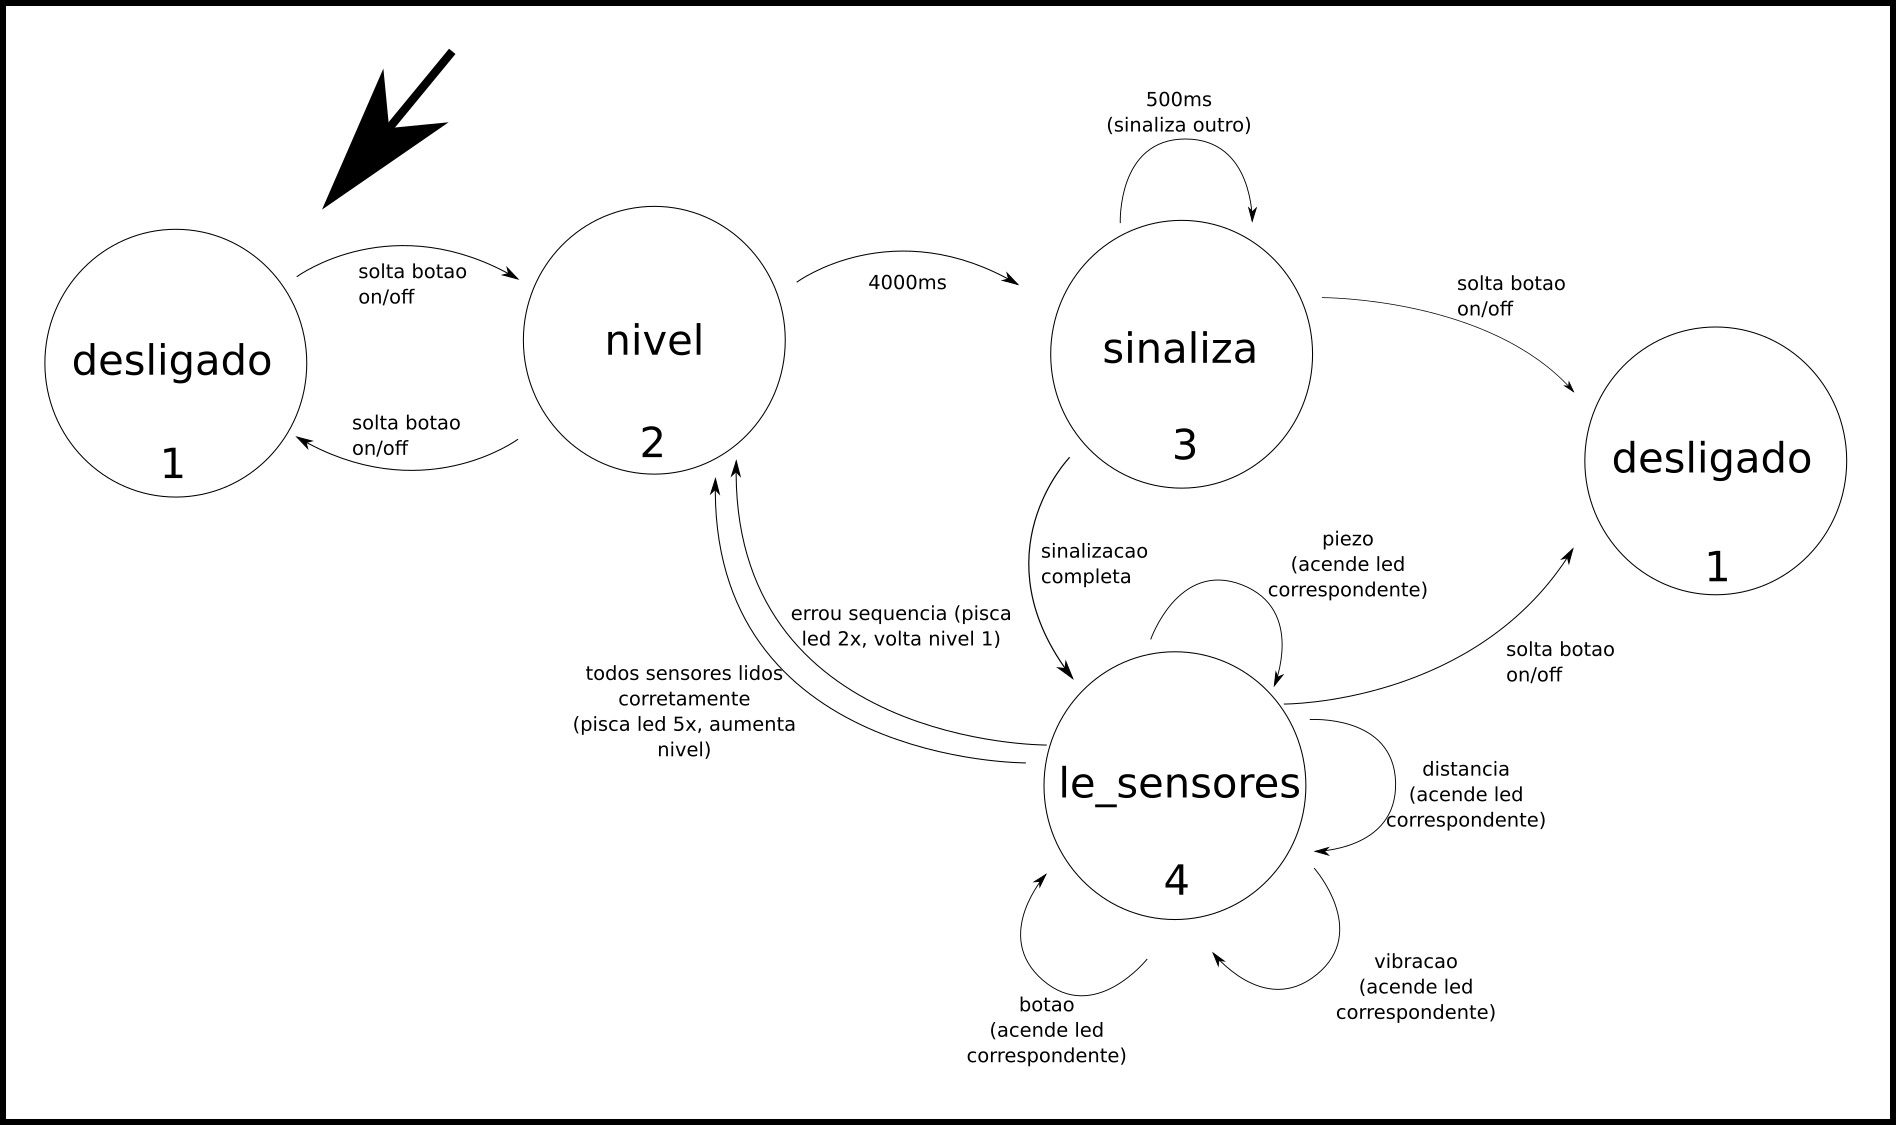 500ms
(sinaliza outro)
solta botao
on/off
4000ms
solta botao
on/off
desligado
1
solta botao
on/off
nivel
2
sinaliza
3
desligado
1
sinalizacao
completa
piezo
(acende led
correspondente)
errou sequencia (pisca
led 2x, volta nivel 1)
todos sensores lidos
corretamente
(pisca led 5x, aumenta
nivel)
solta botao
on/off
le_sensores
4
distancia
(acende led
correspondente)
vibracao
(acende led
correspondente)
botao
(acende led
correspondente)